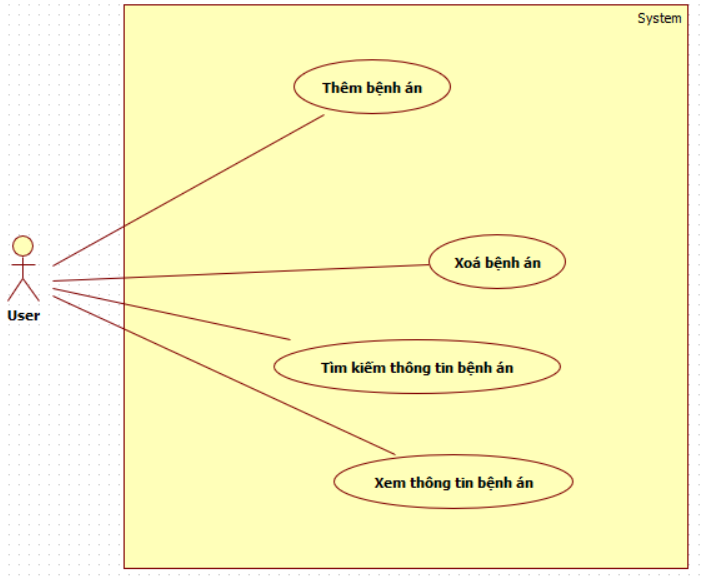 System
Thêm bệnh án
Xoá bệnh án
User
Tìm kiếm thông tin bệnh án
Xem thông tin bệnh án